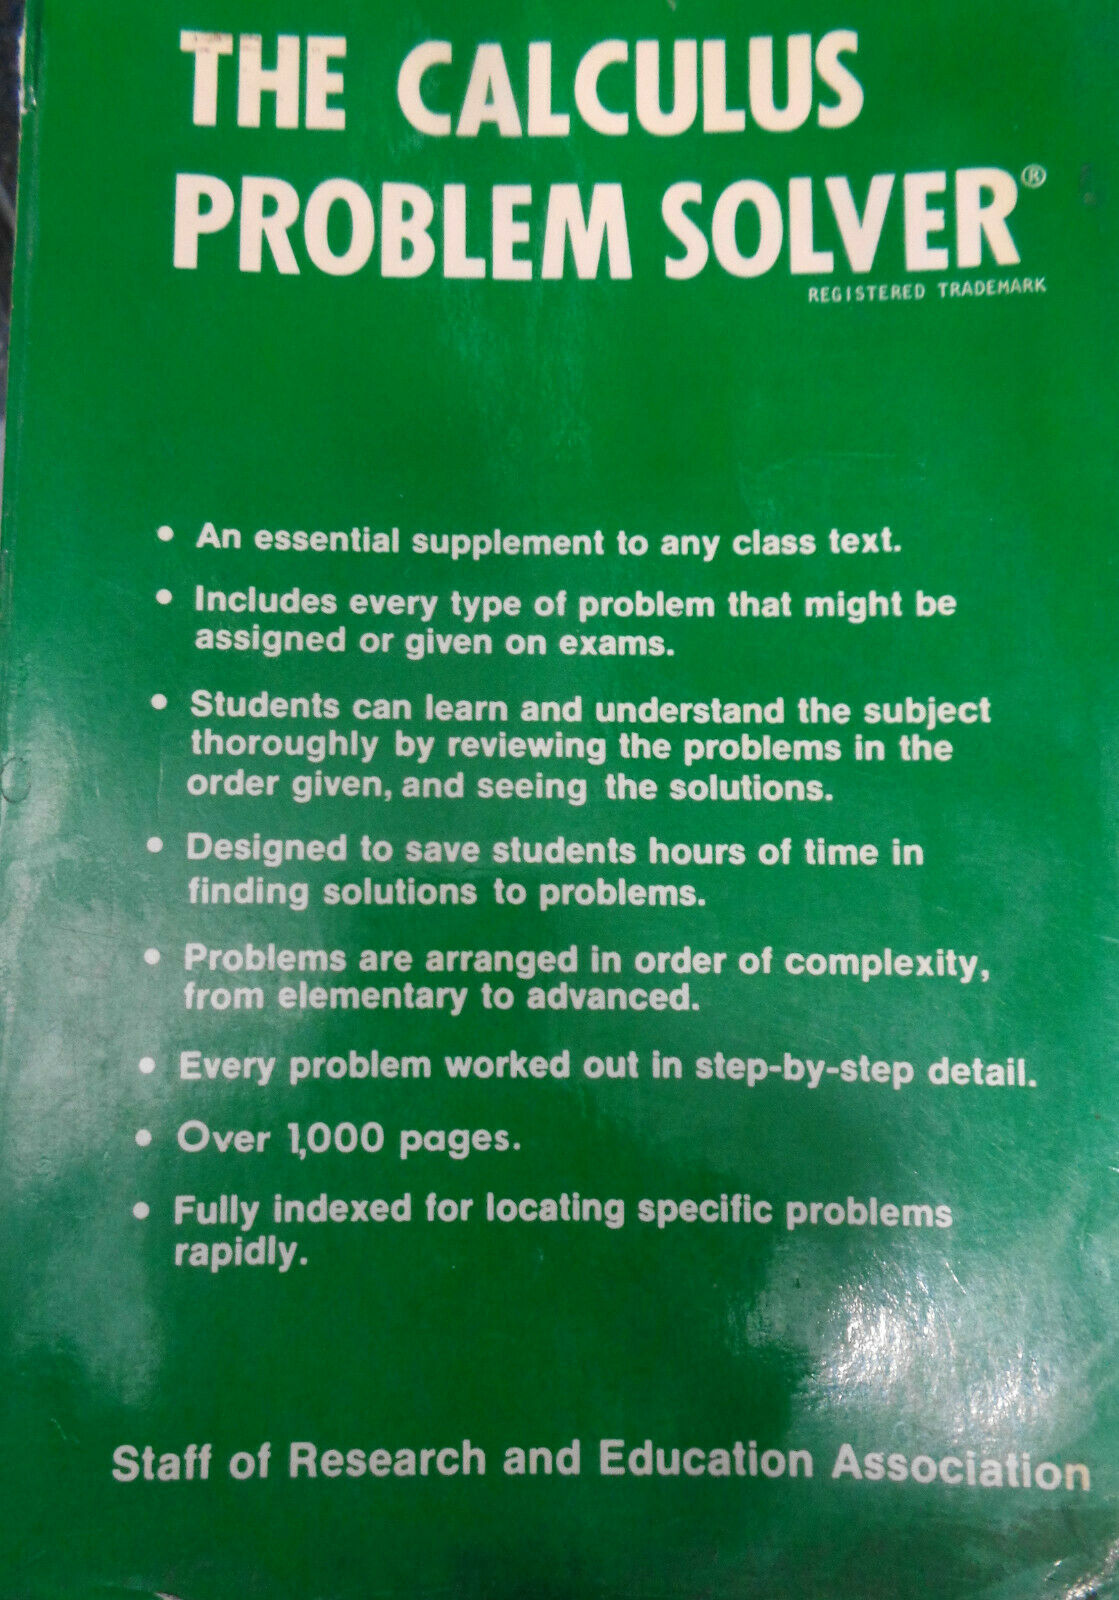 THE CALCULUS
PROBLEM SOLVER®
REGISTERED TRADEMARK
• An essential supplement to any class text.
• Includes every type of problem that might be
assigned or given on exams.
• Students can learn and understand the subject
thoroughly by reviewing the problems in the
order given, and seeing the solutions.
• Designed to save students hours of time in
finding solutions to problems.
• Problems are arranged in order of complexity,
from elementary to advanced.
• Every problem worked out in step-by-step detail.
• Over 1,000 pages.
• Fully indexed for locating specific problems
rapidly.
Staff of Research and Education Association